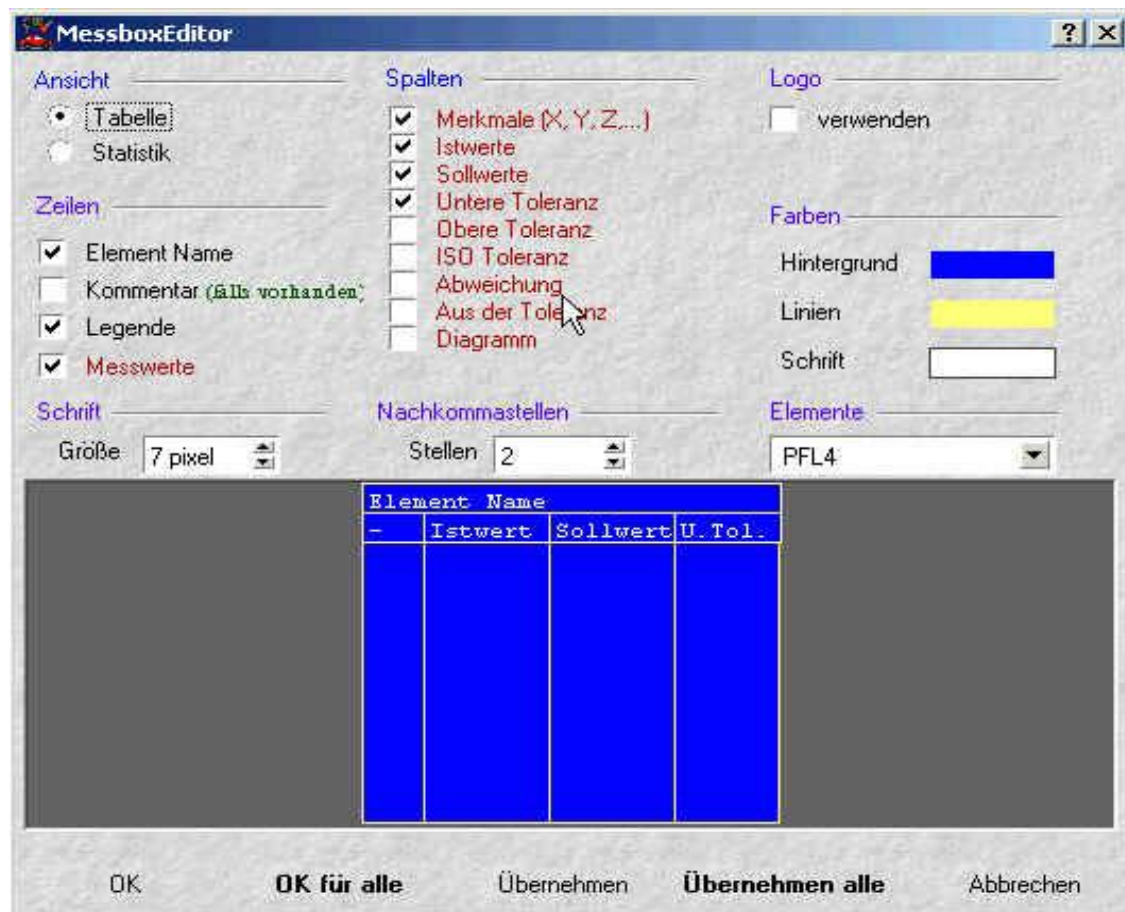 MessboxEditor
Ansicht
Tabelle
Statistik
Zeilen
Element Name
Kommentar (falls vorhanden)
Legende
Messwerte
Spalten
Merkmale (X, Y, Z,...)
Istwerte
Sollwerte
Untere Toleranz
Obere Toleranz
ISO Toleranz
Abweichung
Aus der Toleranz
Diagramm
Logo
verwenden
Farben
Hintergrund
Linien
Schrift
Schrift
Größe 7 pixel
Nachkommastellen
Stellen 2
Elemente
PFL4
Element Name
- Istwert Sollwert U.Tol.
OK OK für alle Übernehmen Übernehmen alle Abbrechen